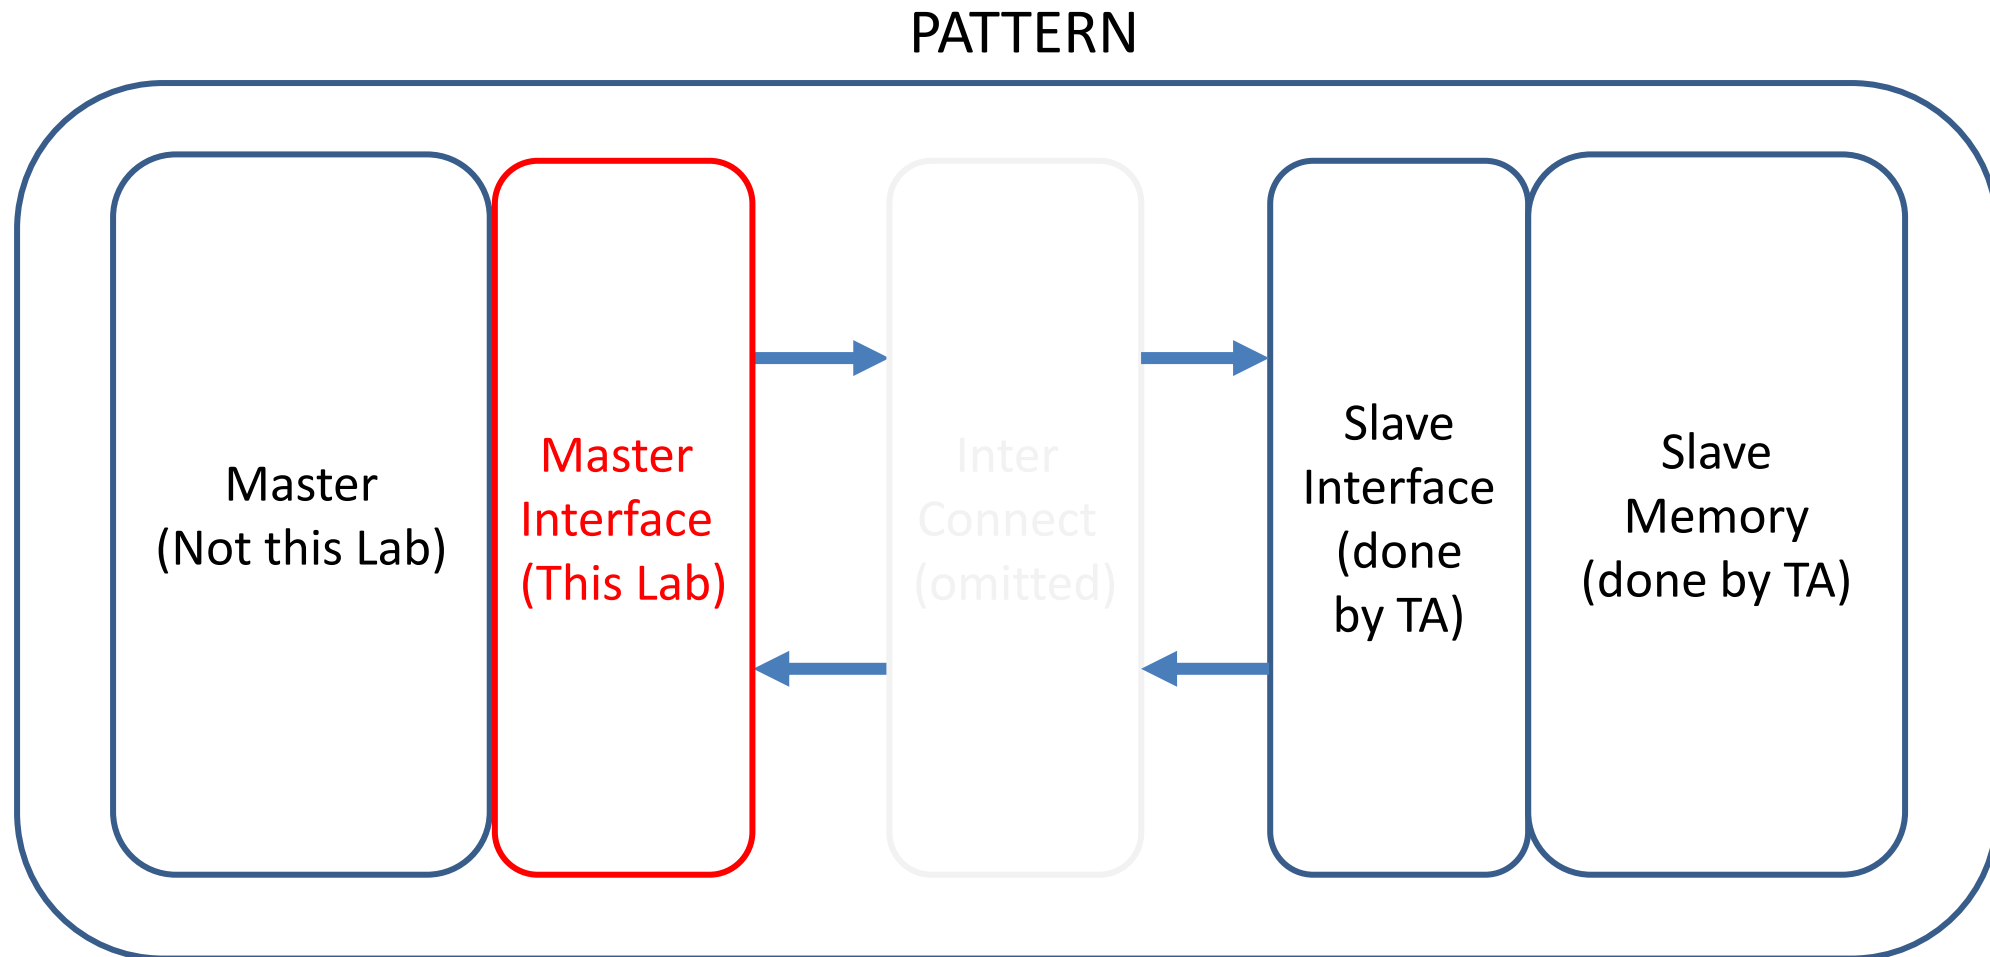 PATTERN
Master
(Not this Lab)
Master
Interface
(This Lab)
Inter
Connect
(omitted)
Slave
Interface
(done
by TA)
Slave
Memory
(done by TA)